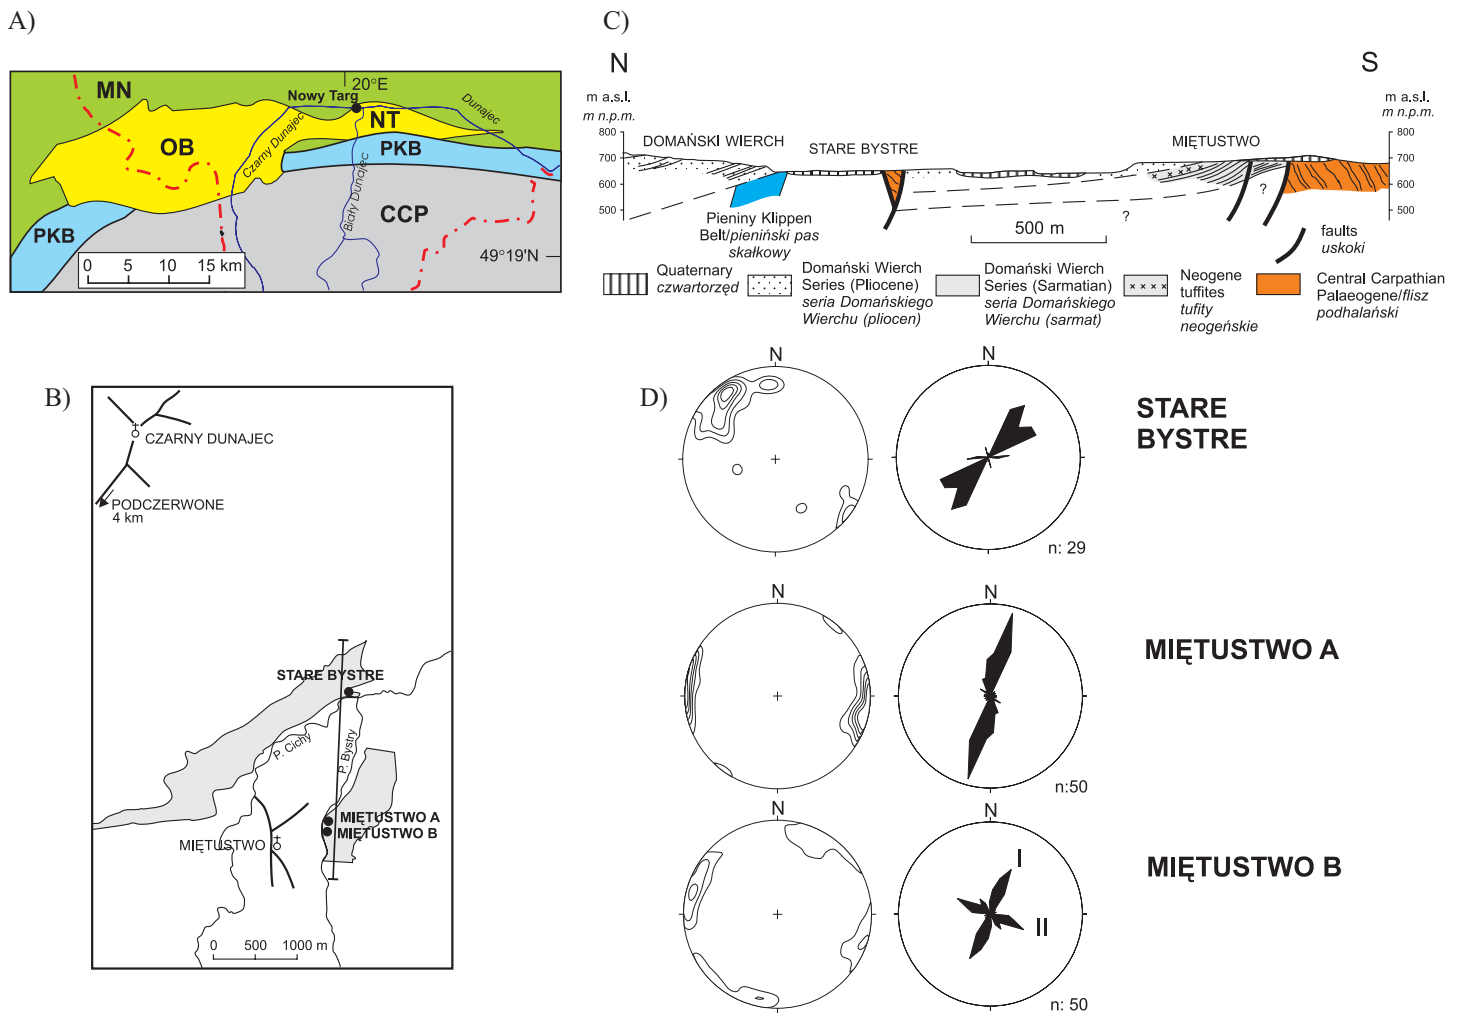 A)
MN
20°E
Nowy Targ
Dunajec
Czarny Dunajec
NT
OB
PKB
Biały Dunajec
CCP
PKB
49°19'N
0 5 10 15 km
B)
CZARNY DUNAJEC
PODCZERWONE
4 km
STARE BYSTRE
P. Cichy
P. Bystry
MIĘTUSTWO A
MIĘTUSTWO B
MIĘTUSTWO
0 500 1000 m
C)
N
S
m a.s.l.
m n.p.m.
m a.s.l.
m n.p.m.
800
700
600
500
800
700
600
500
DOMAŃSKI WIERCH
STARE BYSTRE
MIĘTUSTWO
?
?
Pieniny Klippen
Belt/pieniński pas
skałkowy
500 m
faults
uskoki
Quaternary
czwartorzęd
Domański Wierch
Series (Pliocene)
seria Domańskiego
Wierchu (pliocen)
Domański Wierch
Series (Sarmatian)
seria Domańskiego
Wierchu (sarmat)
Neogene
tuffites
tufity
neogeńskie
Central Carpathian
Palaeogene/flisz
podhalański
D)
N
N
STARE
BYSTRE
n: 29
N
N
MIĘTUSTWO A
n:50
N
N
I
II
MIĘTUSTWO B
n: 50